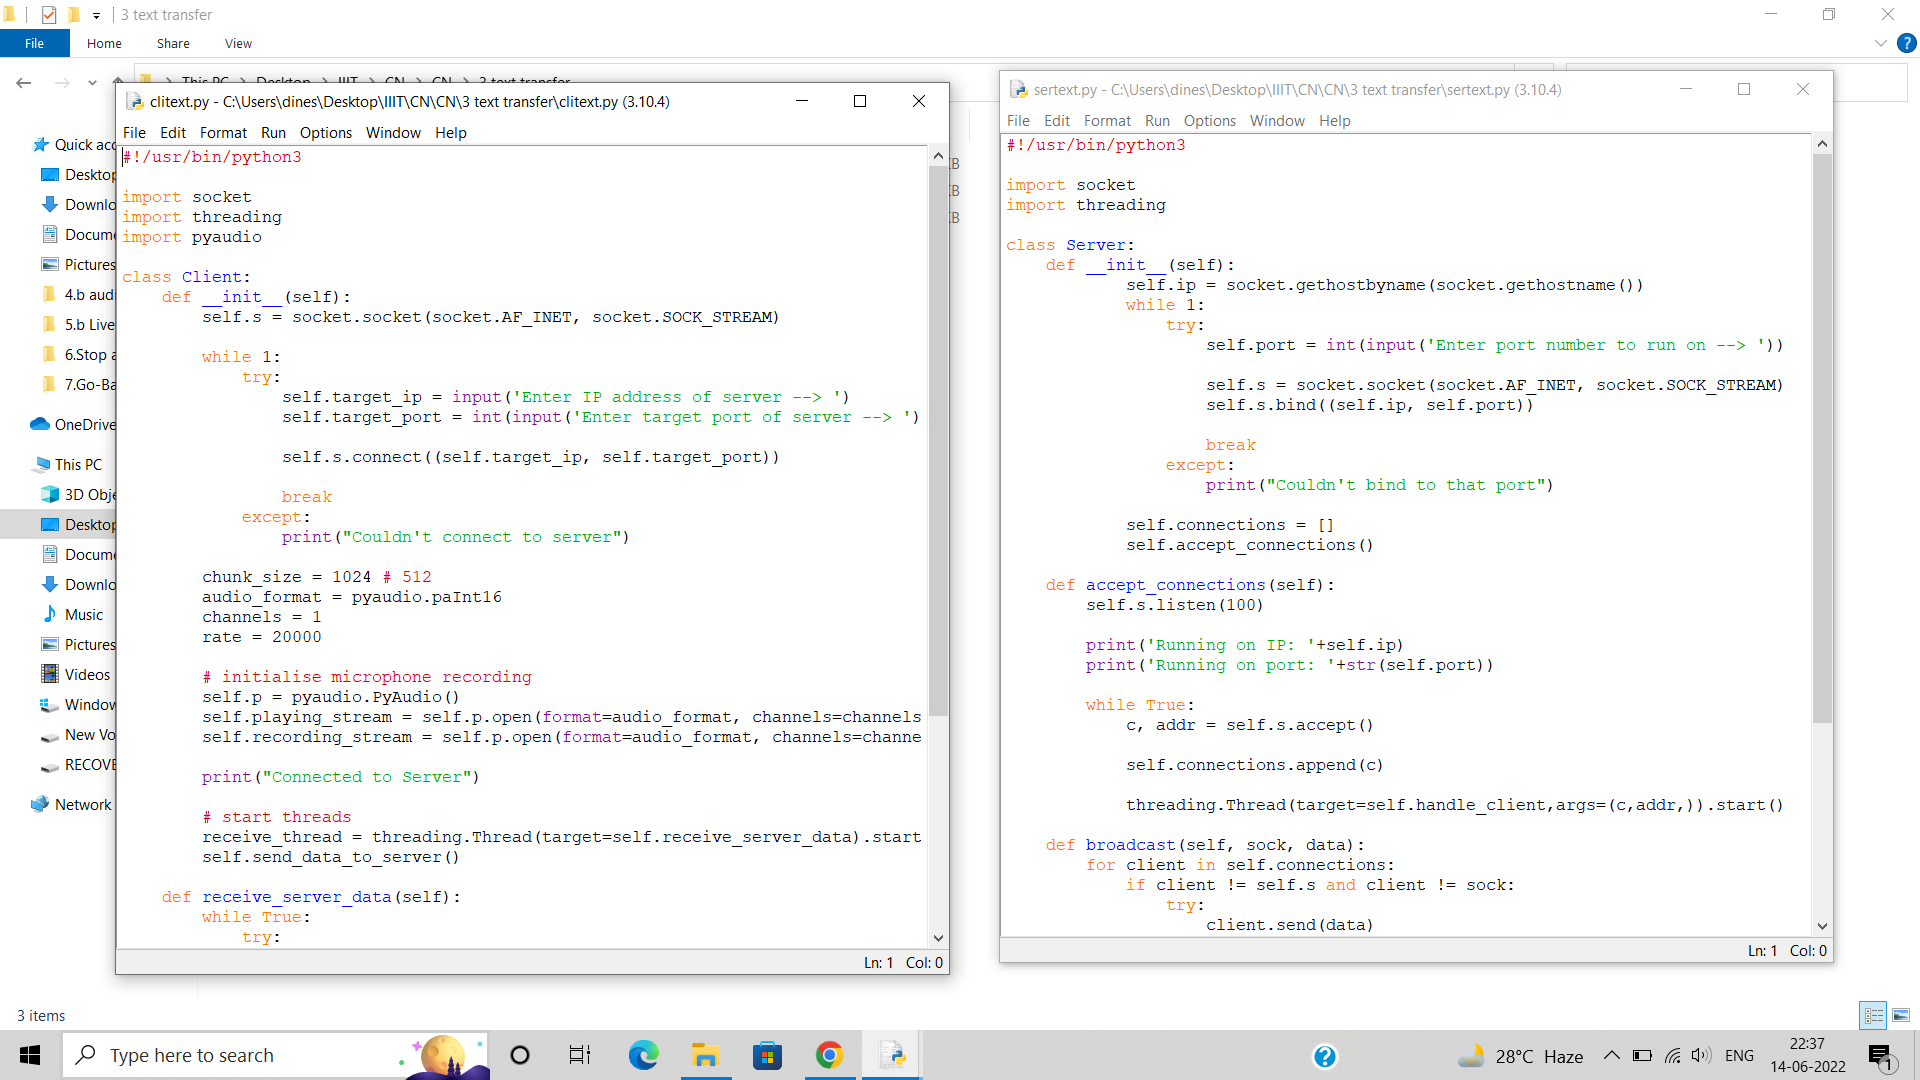 3 text transfer
File
Home
Share
View
This PC
Desktop
IIIT
CN
CN
3 text transfer
Quick acc
Desktop
Downlo
Docume
Pictures
4.b audi
5.b Live
6.Stop a
7.Go-Ba
OneDrive
This PC
3D Obje
Desktop
Docume
Downlo
Music
Pictures
Videos
Window
New Vo
RECOVE
Network
3 items
clitext.py - C:\Users\dines\Desktop\IIIT\CN\CN\3 text transfer\clitext.py (3.10.4)
File Edit Format Run Options Window Help
#!/usr/bin/python3
import socket
import threading
import pyaudio
class Client:
    def __init__(self):
        self.s = socket.socket(socket.AF_INET, socket.SOCK_STREAM)
        while 1:
            try:
                self.target_ip = input('Enter IP address of server --> ')
                self.target_port = int(input('Enter target port of server --> ')
                self.s.connect((self.target_ip, self.target_port))
                break
            except:
                print("Couldn't connect to server")
        chunk_size = 1024 # 512
        audio_format = pyaudio.paInt16
        channels = 1
        rate = 20000
        # initialise microphone recording
        self.p = pyaudio.PyAudio()
        self.playing_stream = self.p.open(format=audio_format, channels=channels
        self.recording_stream = self.p.open(format=audio_format, channels=channe
        print("Connected to Server")
        # start threads
        receive_thread = threading.Thread(target=self.receive_server_data).start
        self.send_data_to_server()
    def receive_server_data(self):
        while True:
            try:
Ln: 1 Col: 0
sertext.py - C:\Users\dines\Desktop\IIIT\CN\CN\3 text transfer\sertext.py (3.10.4)
File Edit Format Run Options Window Help
#!/usr/bin/python3
import socket
import threading
class Server:
    def __init__(self):
            self.ip = socket.gethostbyname(socket.gethostname())
            while 1:
                try:
                    self.port = int(input('Enter port number to run on --> '))
                    self.s = socket.socket(socket.AF_INET, socket.SOCK_STREAM)
                    self.s.bind((self.ip, self.port))
                    break
                except:
                    print("Couldn't bind to that port")
            self.connections = []
            self.accept_connections()
    def accept_connections(self):
        self.s.listen(100)
        print('Running on IP: '+self.ip)
        print('Running on port: '+str(self.port))
        while True:
            c, addr = self.s.accept()
            self.connections.append(c)
            threading.Thread(target=self.handle_client,args=(c,addr,)).start()
    def broadcast(self, sock, data):
        for client in self.connections:
            if client != self.s and client != sock:
                try:
                    client.send(data)
Ln: 1 Col: 0
Type here to search
28°C Haze
ENG
22:37
14-06-2022
1